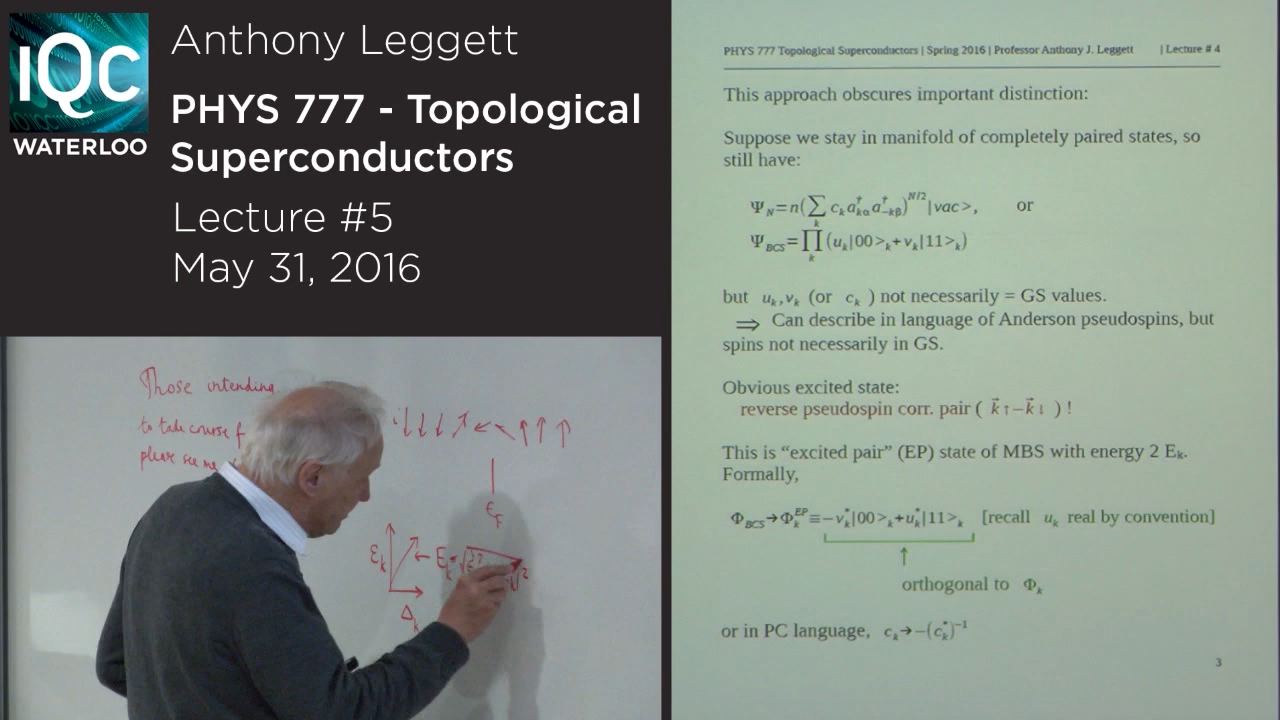 IQC
WATERLOO
Anthony Leggett
PHYS 777 - Topological
Superconductors
Lecture #5
May 31, 2016
Those intending
to take course f
please see me
ε_F
ε_k
E_k
Δ_k
PHYS 777 Topological Superconductors | Spring 2016 | Professor Anthony J. Leggett | Lecture # 4
This approach obscures important distinction:
Suppose we stay in manifold of completely paired states, so
still have:
Ψ_N=n(∑_k c_k a†_kα a†_-kβ)^N/2|vac>, or
Ψ_BCS=∏_k(u_k|00>_k+v_k|11>_k)
but u_k,v_k (or c_k ) not necessarily = GS values.
⇒ Can describe in language of Anderson pseudospins, but
spins not necessarily in GS.
Obvious excited state:
reverse pseudospin corr. pair ( k⃗↑−k⃗↓ ) !
This is “excited pair” (EP) state of MBS with energy 2 E_k.
Formally,
Φ_BCS→Φ_k^EP≡−v_k^*|00>_k+u_k^*|11>_k [recall u_k real by convention]
orthogonal to Φ_k
or in PC language, c_k→−(c_k^*)^−1
3